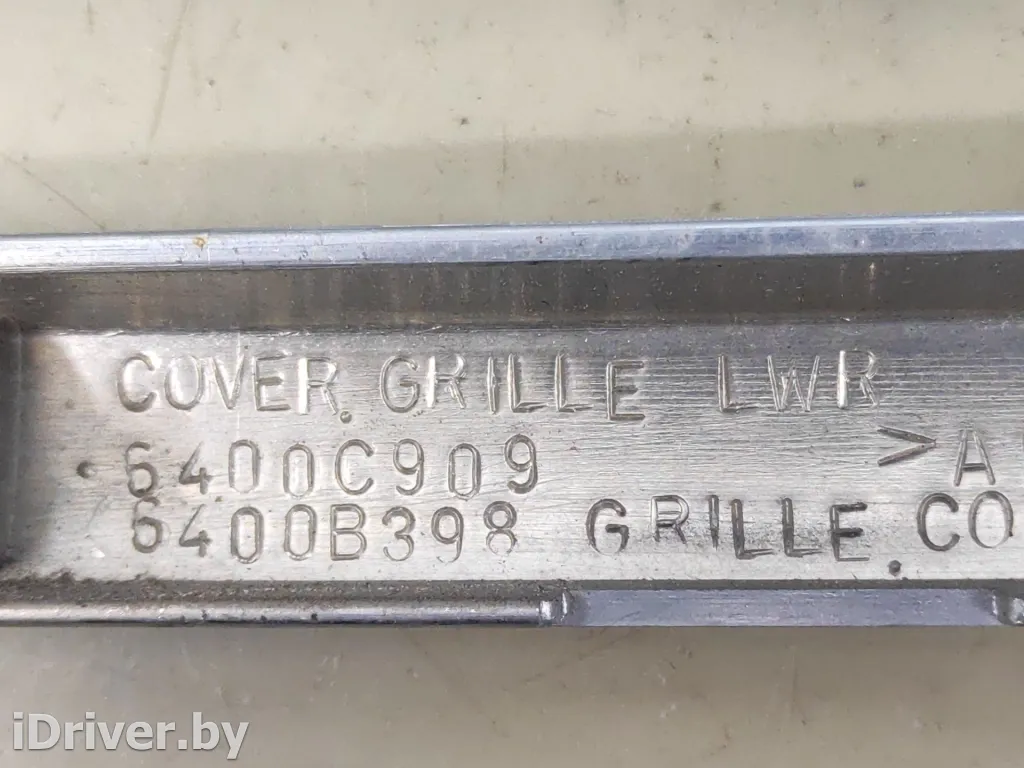 COVER, GRILLE LWR
6400C909 >A
6400B398 GRILLE.CO
iDriver.by